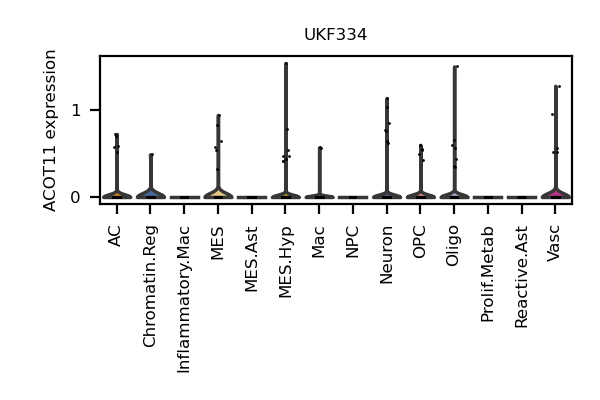 UKF334
ACOT11 expression
1
0
AC
Chromatin.Reg
Inflammatory.Mac
MES
MES.Ast
MES.Hyp
Mac
NPC
Neuron
OPC
Oligo
Prolif.Metab
Reactive.Ast
Vasc